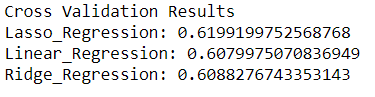 Cross Validation Results
Lasso_Regression: 0.6199199752568768
Linear_Regression: 0.6079975070836949
Ridge_Regression: 0.6088276743353143